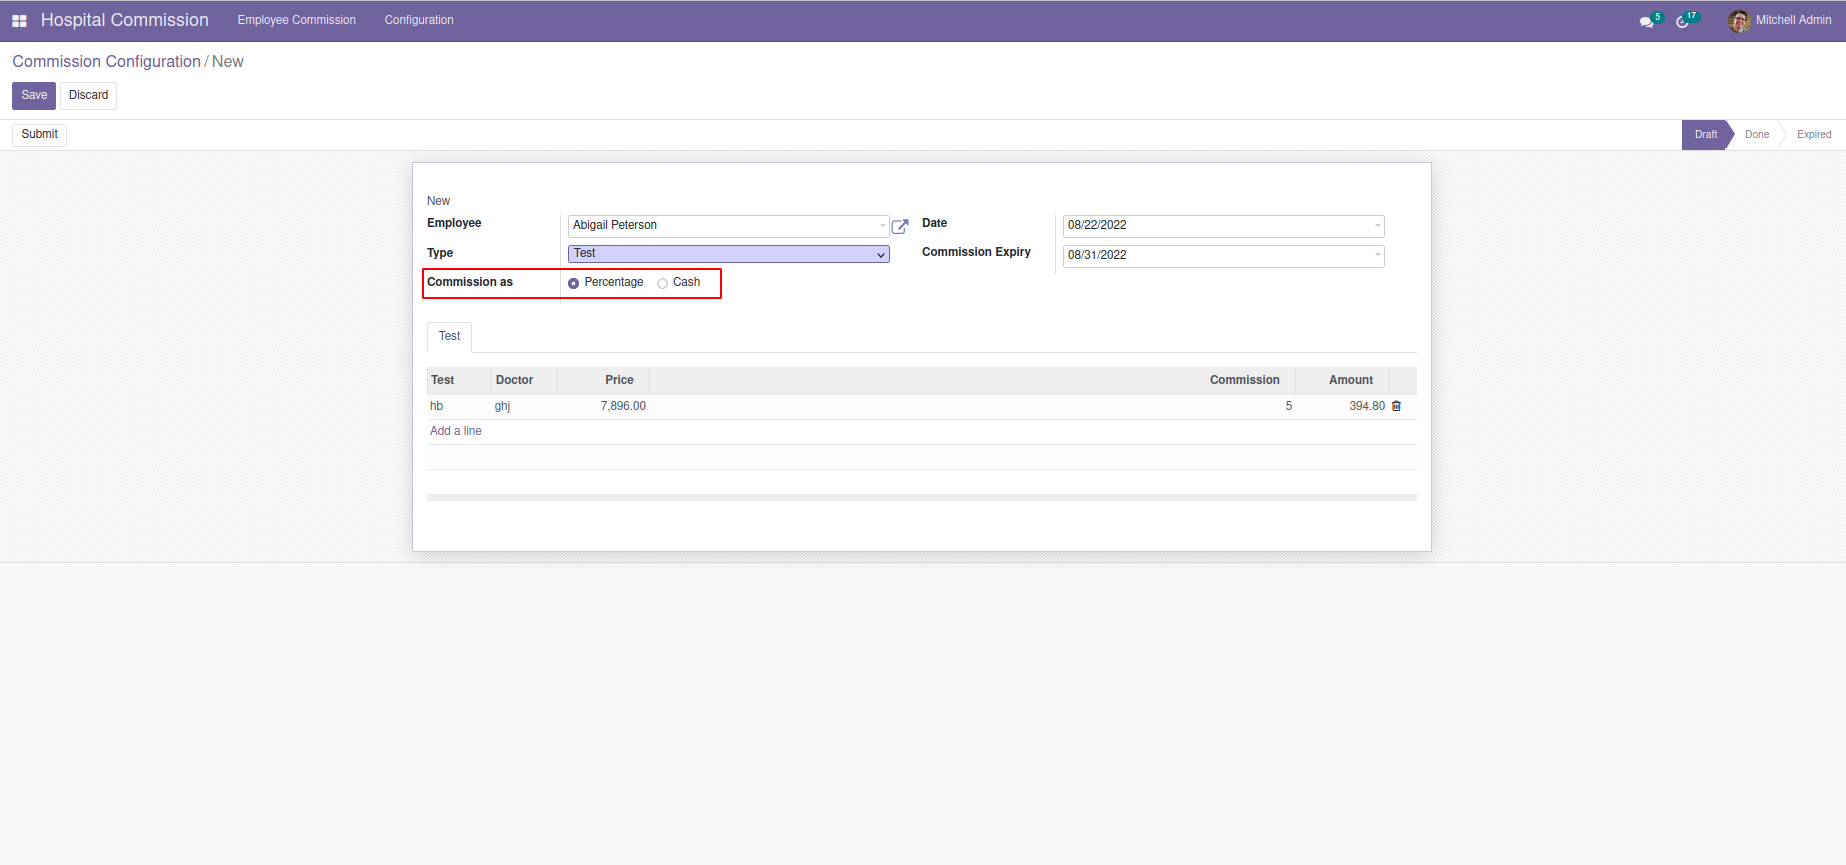 Hospital Commission Employee Commission Configuration 5 17 Mitchell Admin
Commission Configuration / New
Save Discard
Submit Draft Done Expired
New
Employee Abigail Peterson Date 08/22/2022
Type Test Commission Expiry 08/31/2022
Commission as Percentage Cash
Test
Test Doctor Price Commission Amount
hb ghj 7,896.00 5 394.80
Add a line